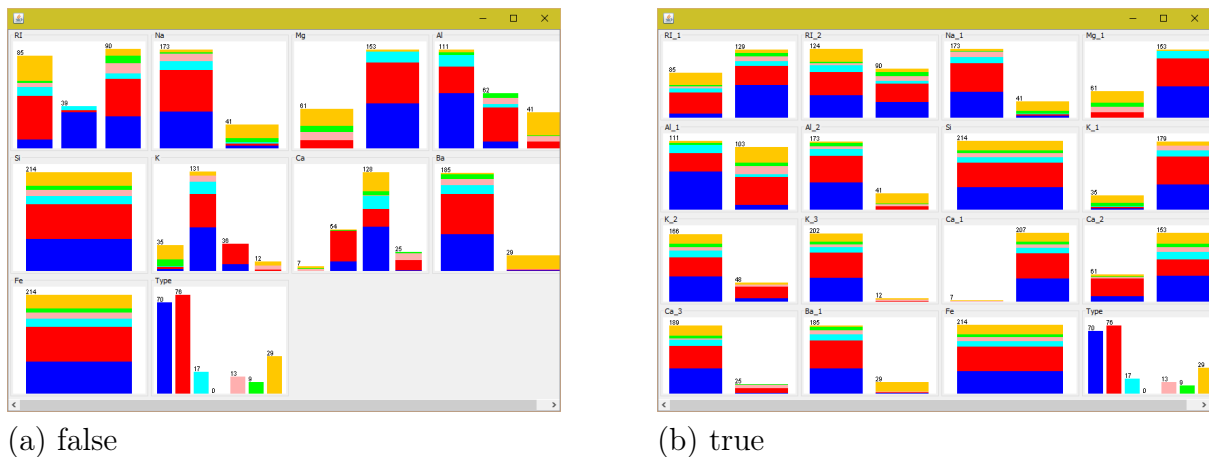 RI Na Mg Al
85 39 90 173 41 61 153 111 62 41
Si K Ca Ba
214 35 131 36 12 7 54 128 25 185 29
Fe Type
214 70 76 17 0 13 9 29
(a) false
RI_1 RI_2 Na_1 Mg_1
85 129 124 90 173 41 61 153
Al_1 Al_2 Si K_1
111 103 173 41 214 35 179
K_2 K_3 Ca_1 Ca_2
166 48 202 12 7 207 61 153
Ca_3 Ba_1 Fe Type
189 25 185 29 214 70 76 17 0 13 9 29
(b) true